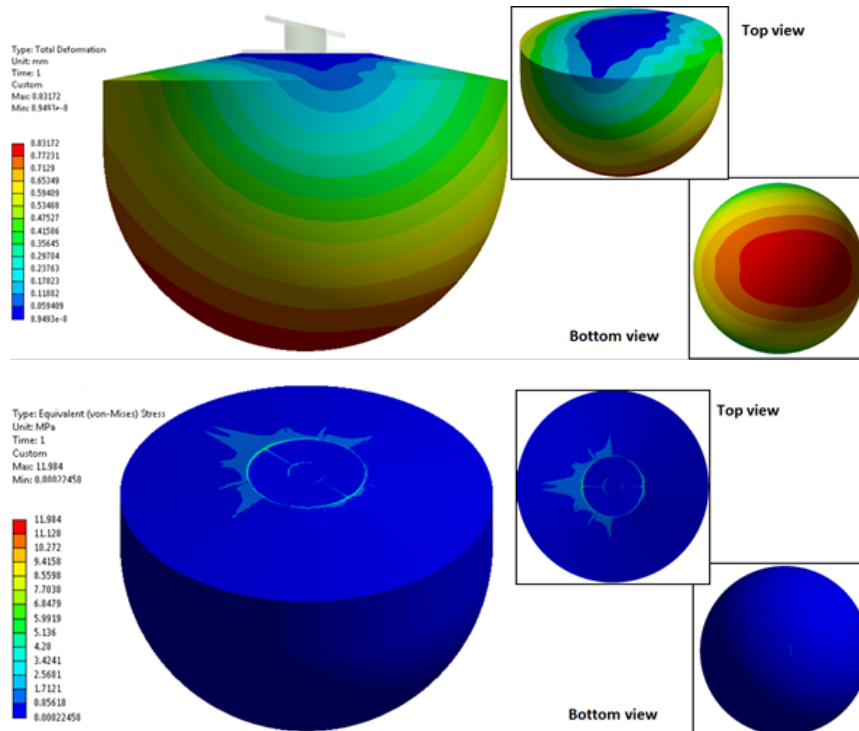 Type: Total Deformation
Unit: mm
Time: 1
Custom
Max: 0.83172
Min: 8.9493e-8
0.83172
0.77231
0.7129
0.65349
0.59409
0.53468
0.47527
0.41586
0.35645
0.29704
0.23763
0.17823
0.11882
0.059409
8.9493e-8
Top view
Bottom view
Type: Equivalent (von-Mises) Stress
Unit: MPa
Time: 1
Custom
Max: 11.984
Min: 0.00022458
11.984
11.128
10.272
9.4158
8.5598
7.7038
6.8479
5.9919
5.136
4.28
3.4241
2.5681
1.7121
0.85618
0.00022458
Top view
Bottom view